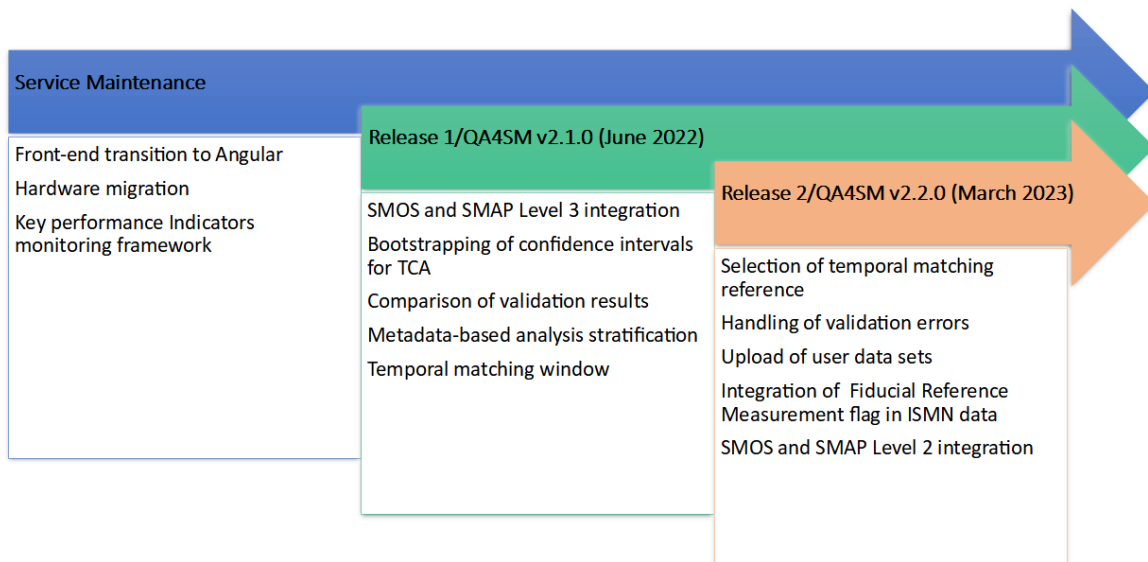 Service Maintenance
Front-end transition to Angular
Hardware migration
Key performance Indicators
monitoring framework
Release 1/QA4SM v2.1.0 (June 2022)
SMOS and SMAP Level 3 integration
Bootstrapping of confidence intervals
for TCA
Comparison of validation results
Metadata-based analysis stratification
Temporal matching window
Release 2/QA4SM v2.2.0 (March 2023)
Selection of temporal matching
reference
Handling of validation errors
Upload of user data sets
Integration of  Fiducial Reference
Measurement flag in ISMN data
SMOS and SMAP Level 2 integration